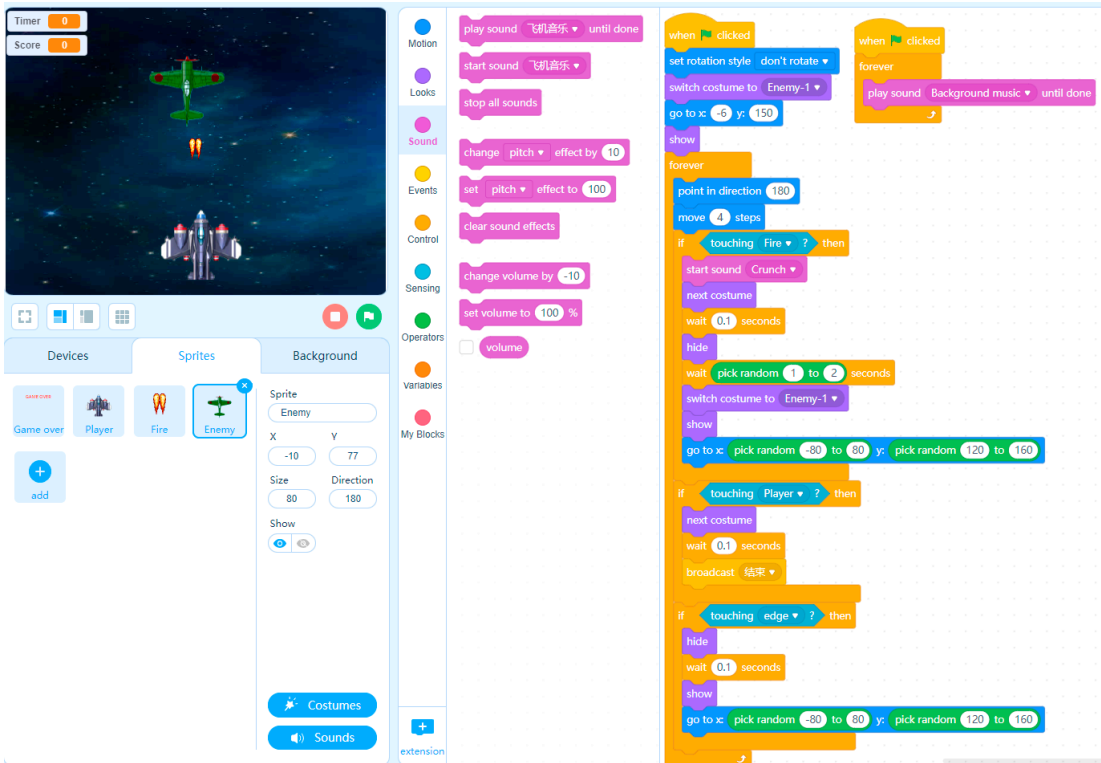 Timer 0
Score 0
Devices
Sprites
Background
GAME OVER
Game over
Player
Fire
Enemy
add
Sprite
Enemy
X Y
-10 77
Size Direction
80 180
Show
Costumes
Sounds
Motion
Looks
Sound
Events
Control
Sensing
Operators
Variables
My Blocks
extension
play sound 飞机音乐 until done
start sound 飞机音乐
stop all sounds
change pitch effect by 10
set pitch effect to 100
clear sound effects
change volume by -10
set volume to 100 %
volume
when clicked
set rotation style don't rotate
switch costume to Enemy-1
go to x: -6 y: 150
show
forever
point in direction 180
move 4 steps
if touching Fire ? then
start sound Crunch
next costume
wait 0.1 seconds
hide
wait pick random 1 to 2 seconds
switch costume to Enemy-1
show
go to x: pick random -80 to 80 y: pick random 120 to 160
if touching Player ? then
next costume
wait 0.1 seconds
broadcast 结束
if touching edge ? then
hide
wait 0.1 seconds
show
go to x: pick random -80 to 80 y: pick random 120 to 160
when clicked
forever
play sound Background music until done